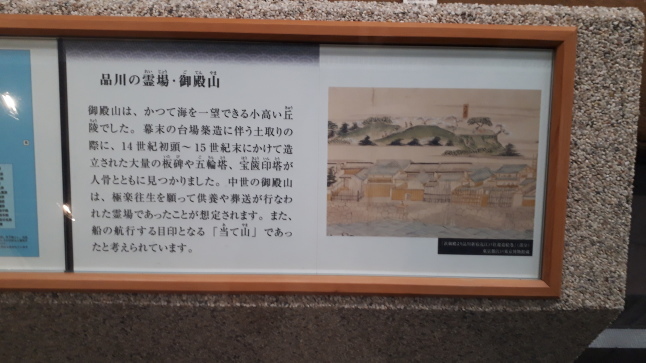 品川の霊場・御殿山
御殿山は、かつて海を一望できる小高い丘
陵でした。幕末の台場築造に伴う土取りの
際に、14世紀初頭～15世紀末にかけて造
立された大量の板碑や五輪塔、宝篋印塔が
人骨とともに見つかりました。中世の御殿山
は、極楽往生を願って供養や葬送が行なわ
れた霊場であったことが想定されます。また、
船の航行する目印となる「当て山」であっ
たと考えられています。